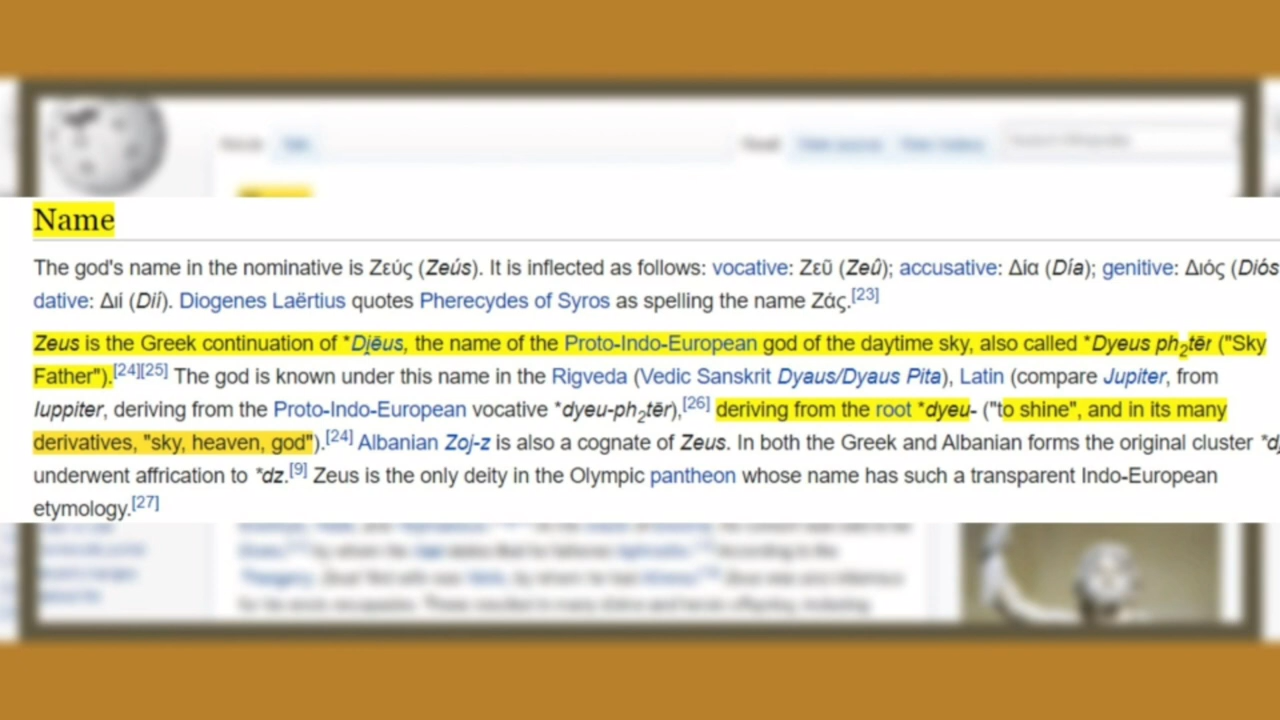 Name
The god's name in the nominative is Ζεύς (Zeús). It is inflected as follows: vocative: Ζεῦ (Zeû); accusative: Δία (Día); genitive: Διός (Diós
dative: Διί (Dií). Diogenes Laërtius quotes Pherecydes of Syros as spelling the name Ζάς.[23]
Zeus is the Greek continuation of *Di̯ēus, the name of the Proto-Indo-European god of the daytime sky, also called *Dyeus ph₂tēr ("Sky
Father").[24][25] The god is known under this name in the Rigveda (Vedic Sanskrit Dyaus/Dyaus Pita), Latin (compare Jupiter, from
Iuppiter, deriving from the Proto-Indo-European vocative *dyeu-ph₂tēr),[26] deriving from the root *dyeu- ("to shine", and in its many
derivatives, "sky, heaven, god").[24] Albanian Zoj-z is also a cognate of Zeus. In both the Greek and Albanian forms the original cluster
underwent affrication to *dz.[9] Zeus is the only deity in the Olympic pantheon whose name has such a transparent Indo-European
etymology.[27]